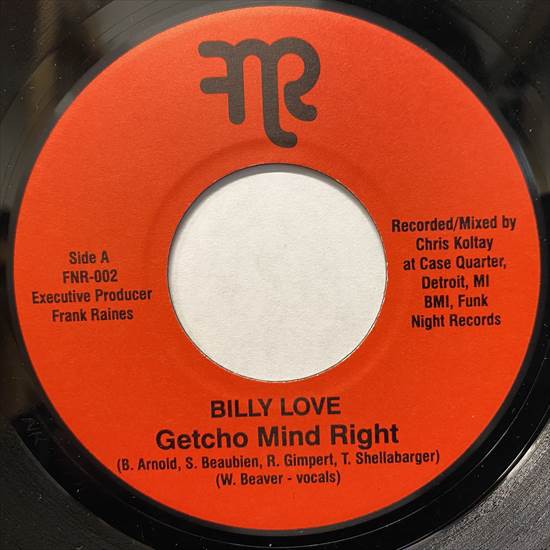 FNR
Side A
FNR-002
Executive Producer
Frank Raines
Recorded/Mixed by
Chris Koltay
at Case Quarter,
Detroit, MI
BMI, Funk
Night Records
BILLY LOVE
Getcho Mind Right
(B. Arnold, S. Beaubien, R. Gimpert, T. Shellabarger)
(W. Beaver - vocals)